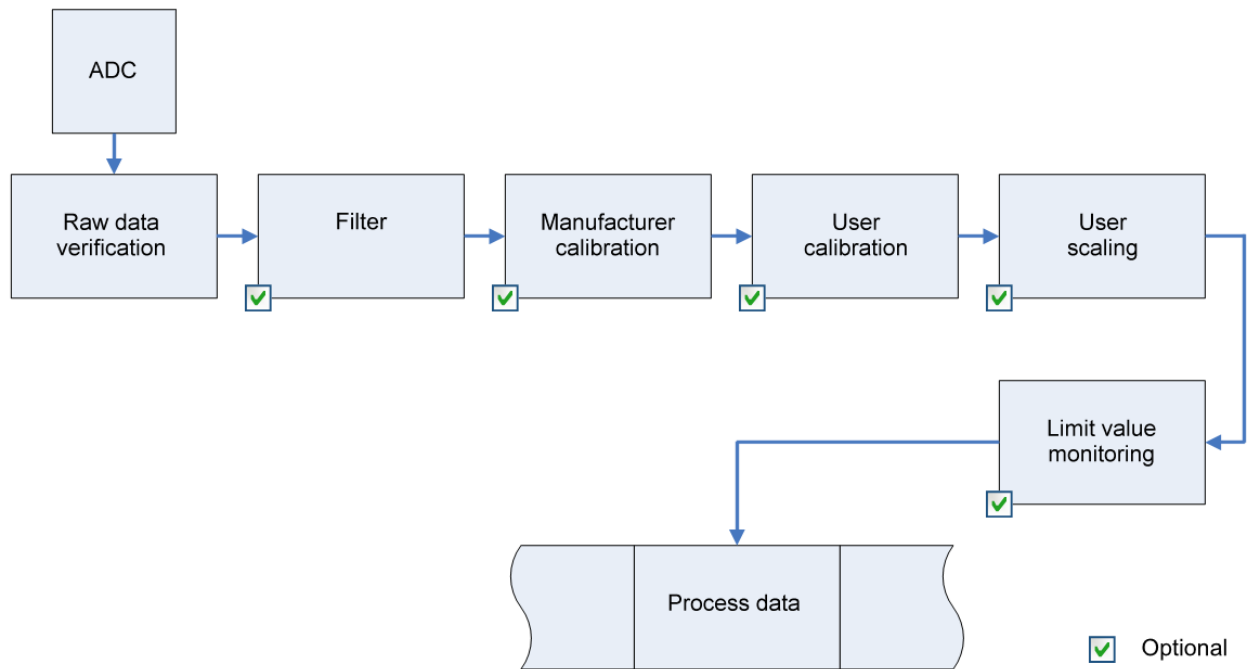 ADC
Raw data
verification
Filter
Manufacturer
calibration
User
calibration
User
scaling
Limit value
monitoring
Process data
Optional